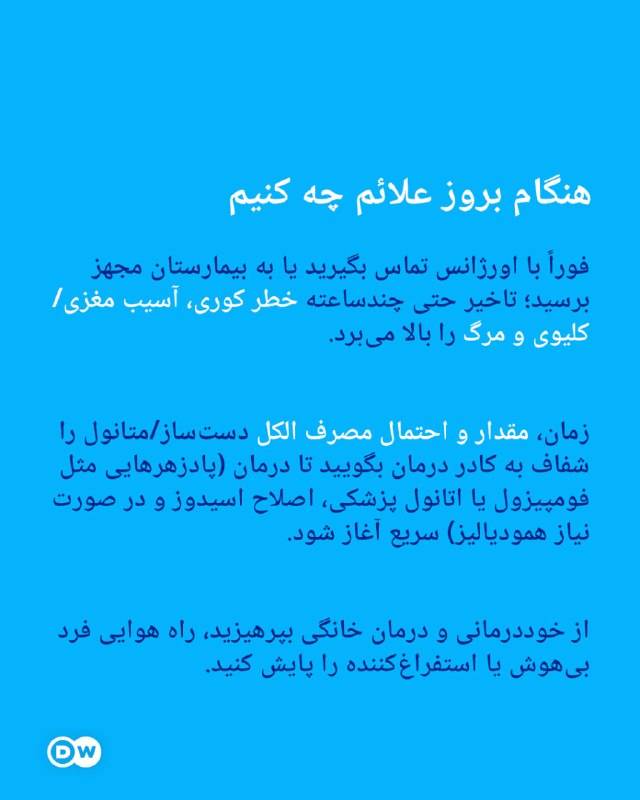 هنگام بروز علائم چه کنیم
فوراً با اورژانس تماس بگیرید یا به بیمارستان مجهز
برسید؛ تاخیر حتی چندساعته خطر کوری، آسیب مغزی/
کلیوی و مرگ را بالا می‌برد.
زمان، مقدار و احتمال مصرف الکل دست‌ساز/متانول را
شفاف به کادر درمان بگویید تا درمان (پادزهرهایی مثل
فومپیزول یا اتانول پزشکی، اصلاح اسیدوز و در صورت
نیاز همودیالیز) سریع آغاز شود.
از خوددرمانی و درمان خانگی بپرهیزید، راه هوایی فرد
بی‌هوش یا استفراغ‌کننده را پایش کنید.
DW